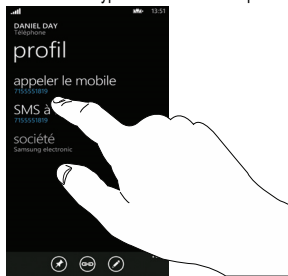 13:51
DANIEL DAY
Téléphone
profil
appeler le mobile
7155551819
SMS à
7155551819
société
Samsung electronic